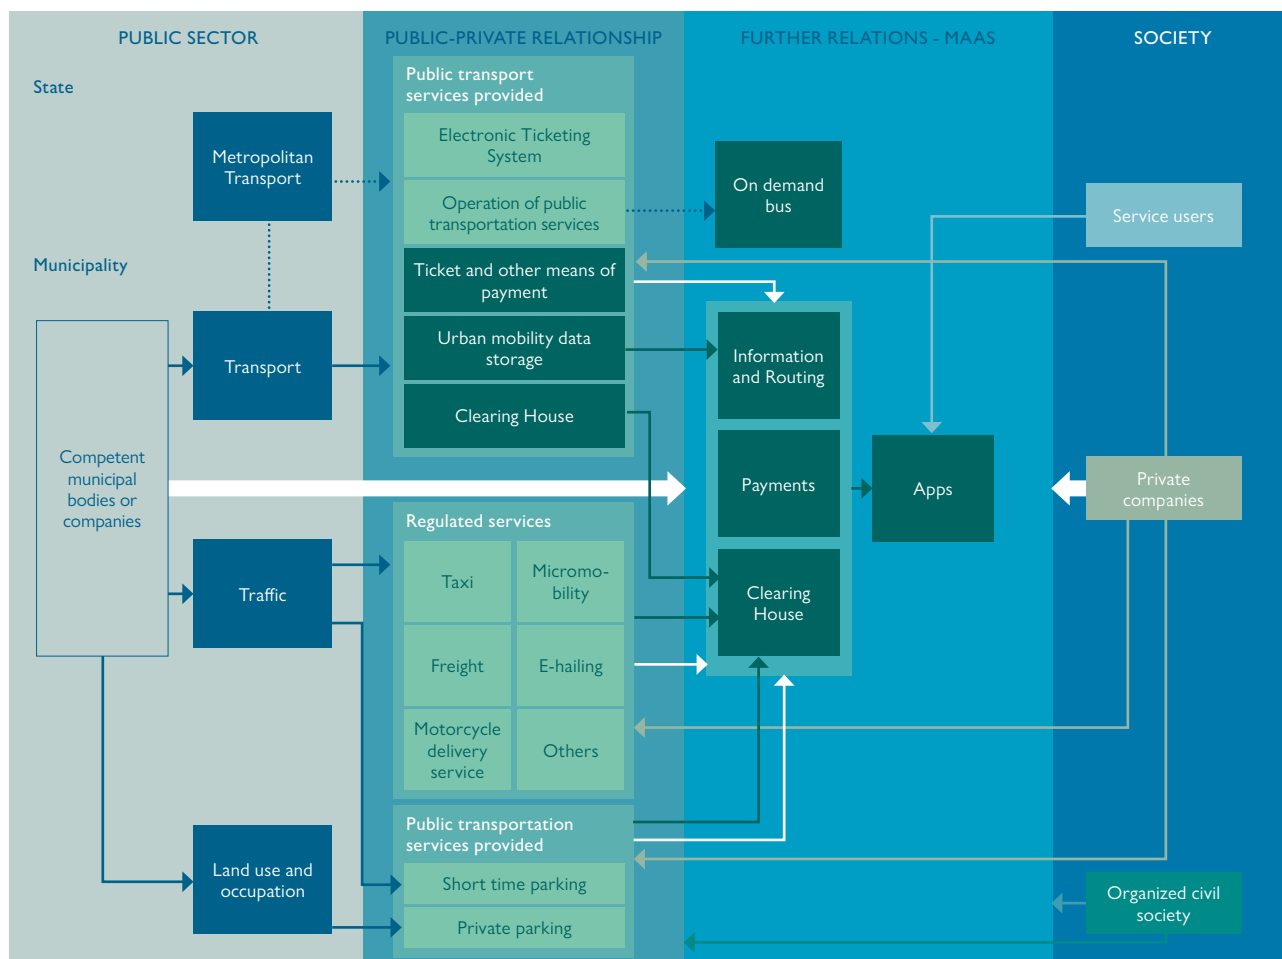 PUBLIC SECTOR
PUBLIC-PRIVATE RELATIONSHIP
FURTHER RELATIONS - MAAS
SOCIETY
State
Metropolitan
Transport
Municipality
Transport
Competent
municipal
bodies or
companies
Traffic
Land use and
occupation
Public transport
services provided
Electronic Ticketing
System
Operation of public
transportation services
Ticket and other means of
payment
Urban mobility data
storage
Clearing House
Regulated services
Taxi
Micromo-
bility
Freight
E-hailing
Motorcycle
delivery
service
Others
Public transportation
services provided
Short time parking
Private parking
On demand
bus
Information
and Routing
Payments
Clearing
House
Apps
Service users
Private
companies
Organized civil
society